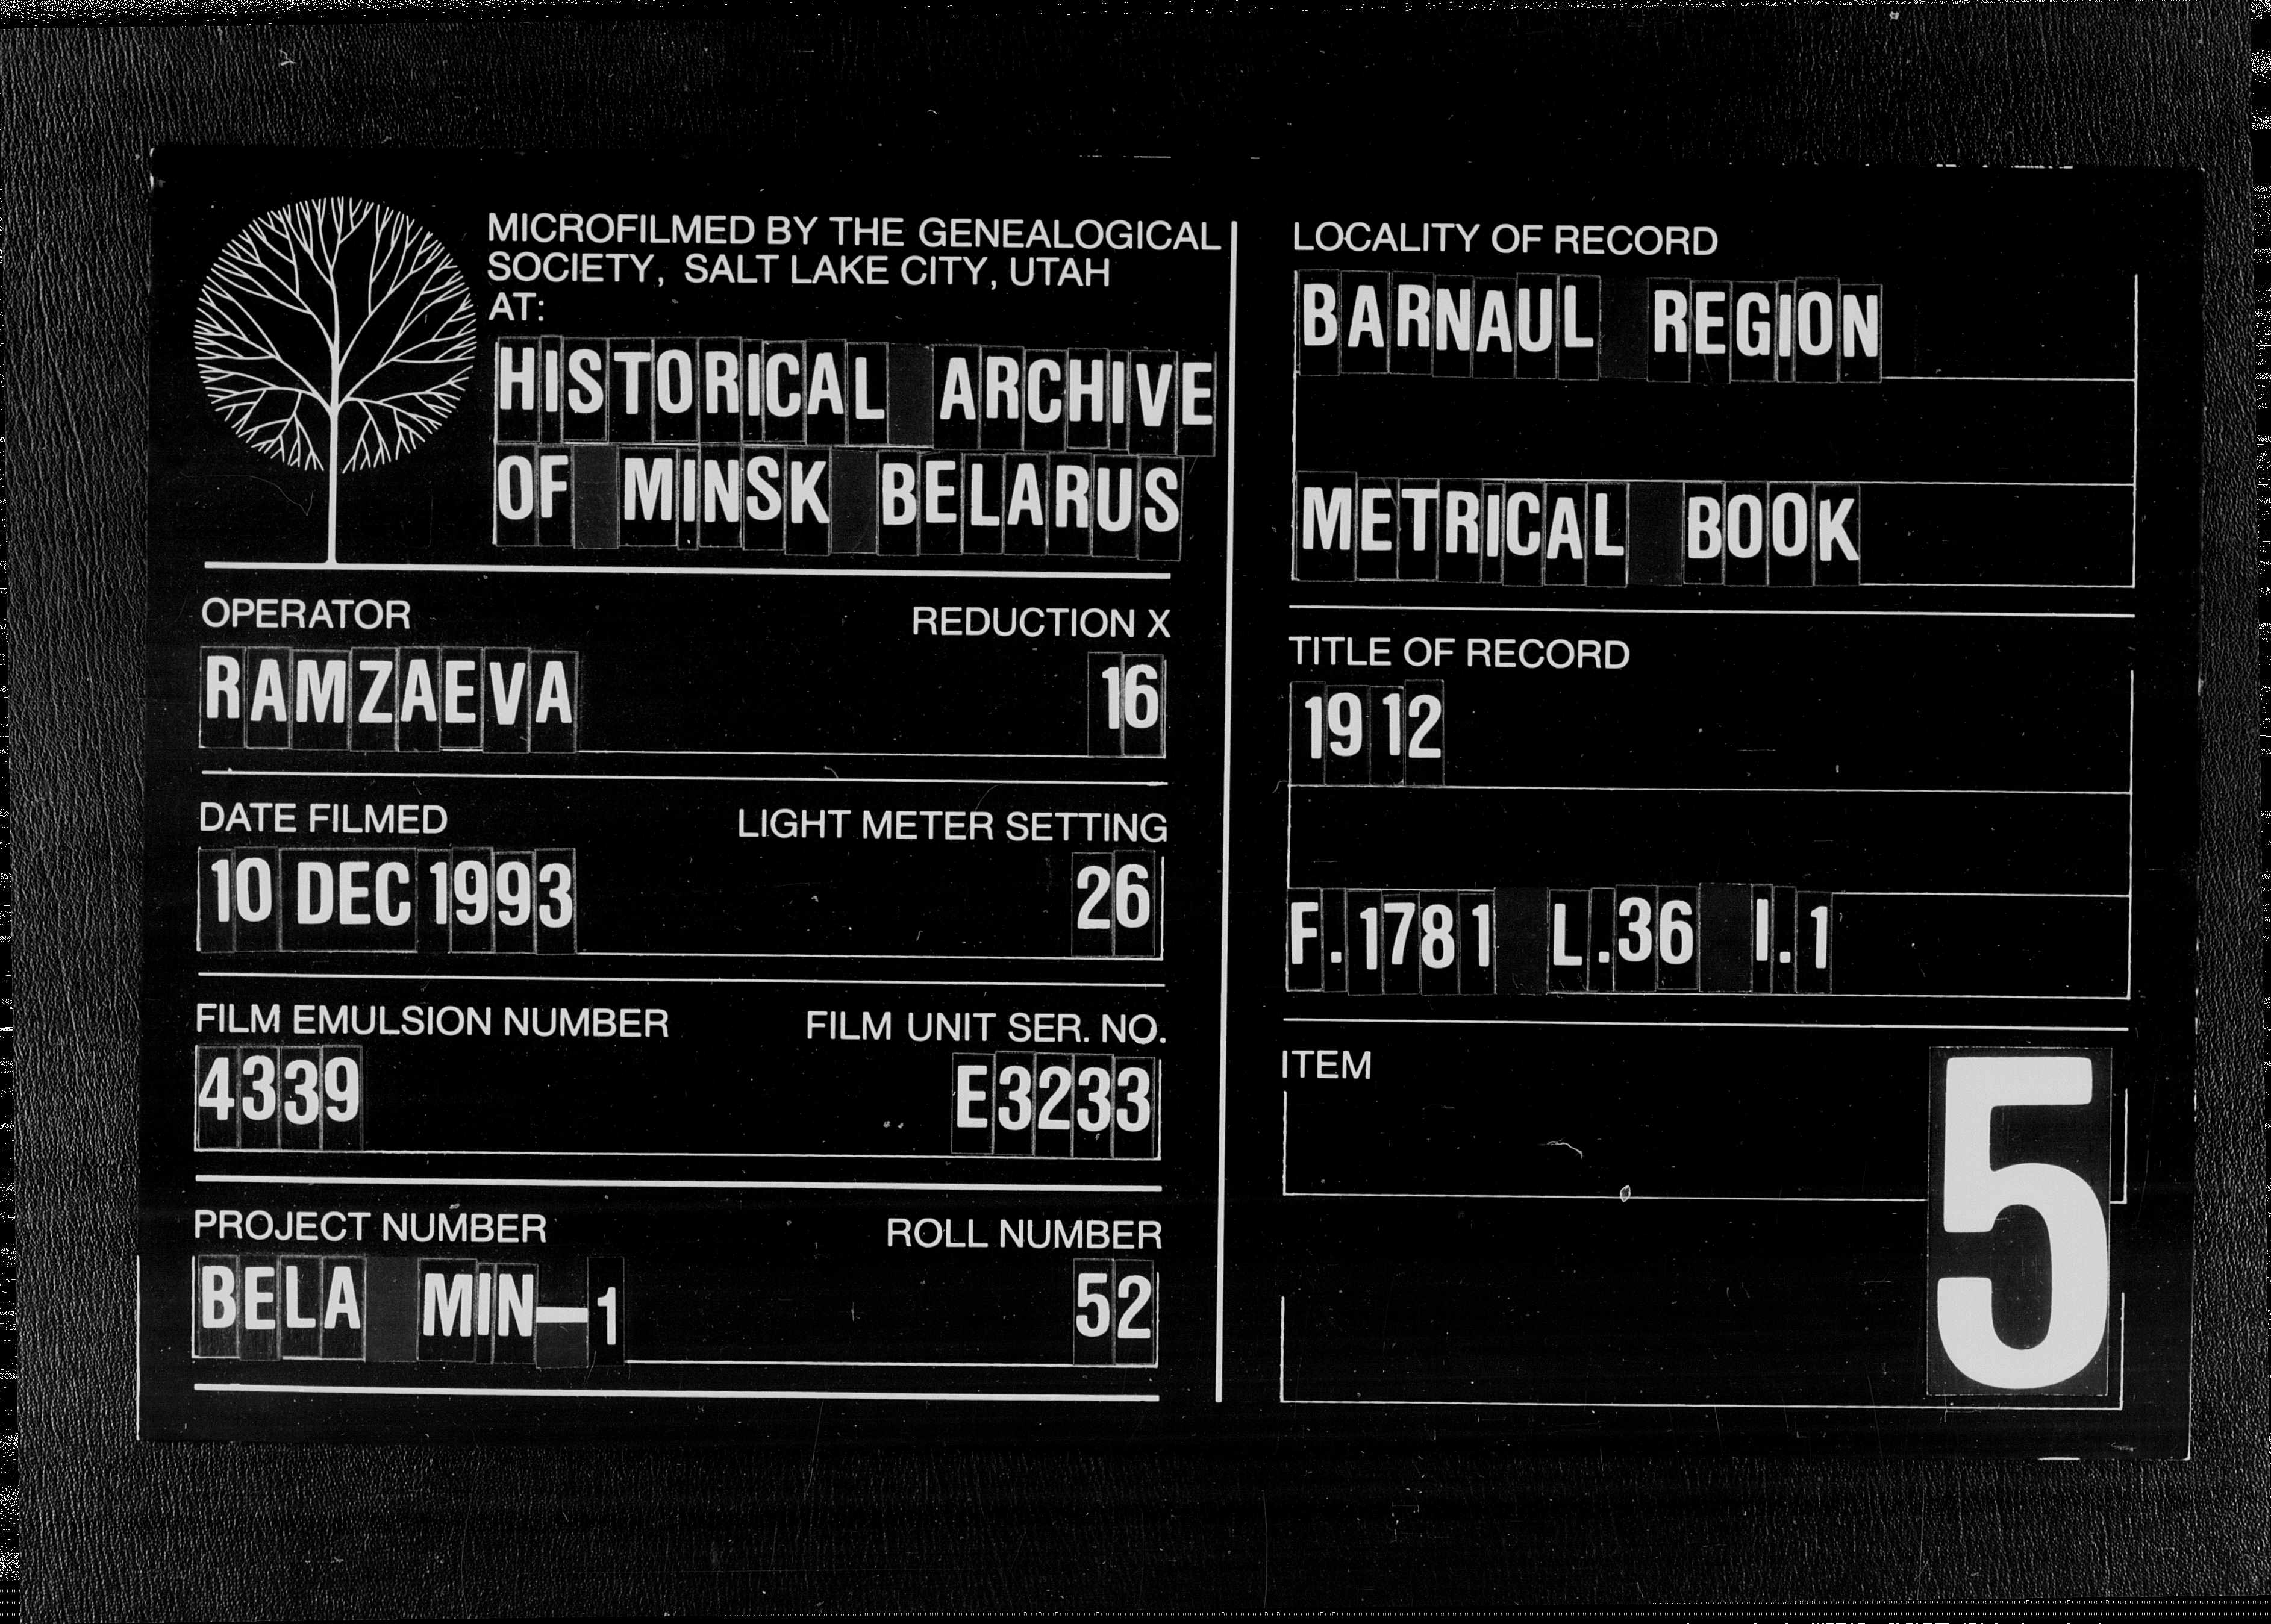 MICROFILMED BY THE GENEALOGICAL
SOCIETY, SALT LAKE CITY, UTAH
AT:
HISTORICAL ARCHIVE
OF MINSK BELARUS
OPERATOR
REDUCTION X
RAMZAEVA
16
DATE FILMED
LIGHT METER SETTING
10 DEC 1993
26
FILM EMULSION NUMBER
FILM UNIT SER. NO.
4339
E3233
PROJECT NUMBER
ROLL NUMBER
BELA MIN-1
52
LOCALITY OF RECORD
BARNAUL REGION
METRICAL BOOK
TITLE OF RECORD
1912
F.1781 L.36 I.1
ITEM
5